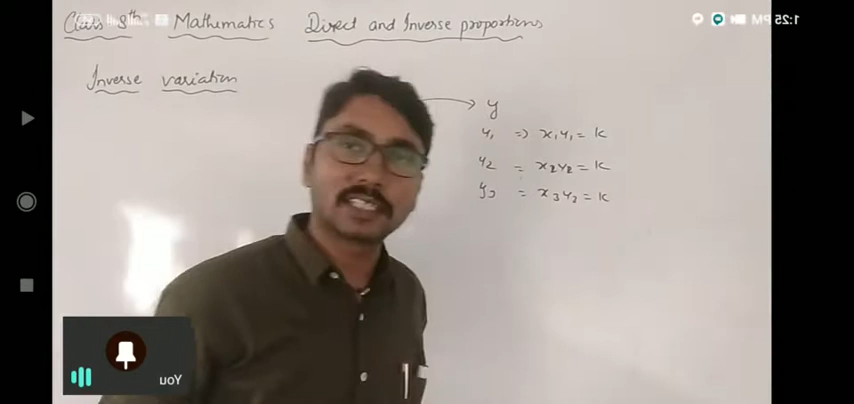 Class 8th Mathematics Direct and Inverse proportions
1:25 PM
Inverse variation
y
y₁ => x₁y₁ = k
y₂ = x₂y₂ = k
y₃ = x₃y₃ = k
You